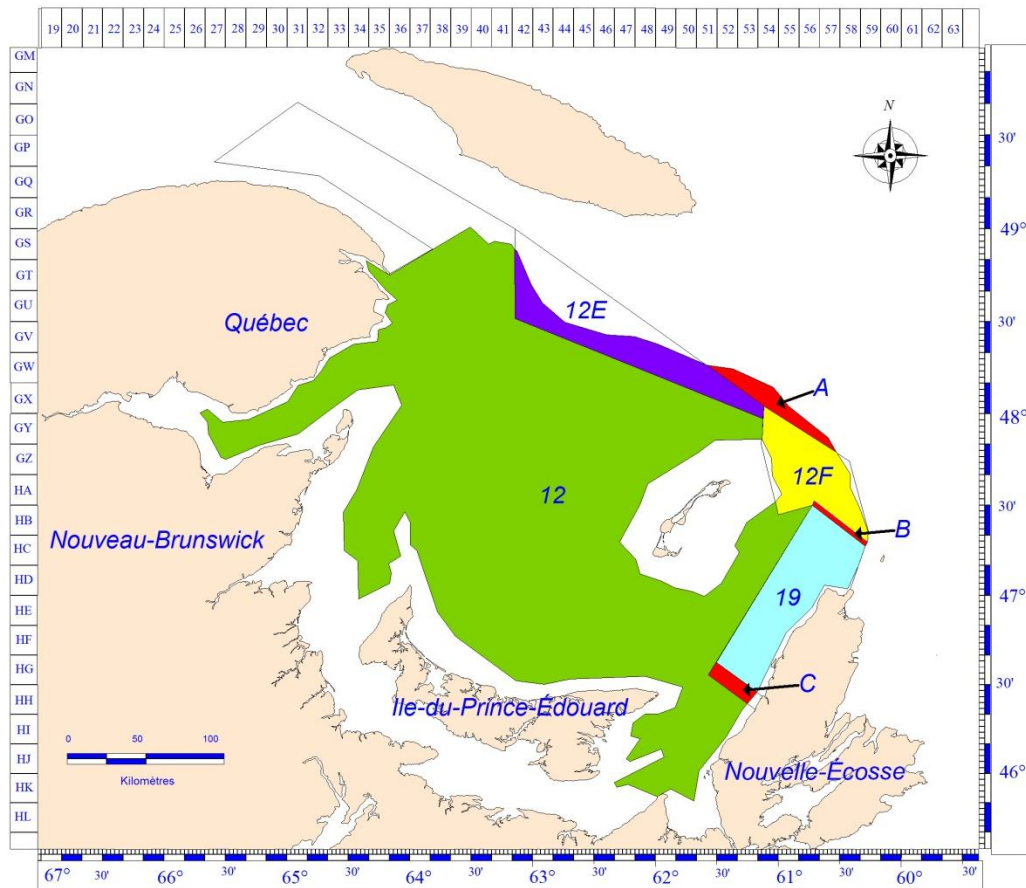 19 20 21 22 23 24 25 26 27 28 29 30 31 32 33 34 35 36 37 38 39 40 41 42 43 44 45 46 47 48 49 50 51 52 53 54 55 56 57 58 59 60 61 62 63
GM
GN
GO
GP
GQ
GR
GS
GT
GU
GV
GW
GX
GY
GZ
HA
HB
HC
HD
HE
HF
HG
HH
HI
HJ
HK
HL
N
30'
49°
30'
48°
30'
47°
30'
46°
12E
Québec
A
12F
12
B
Nouveau-Brunswick
19
C
Ile-du-Prince-Édouard
Nouvelle-Écosse
0 50 100
Kilomètres
67° 30' 66° 30' 65° 30' 64° 30' 63° 30' 62° 30' 61° 30' 60° 30'